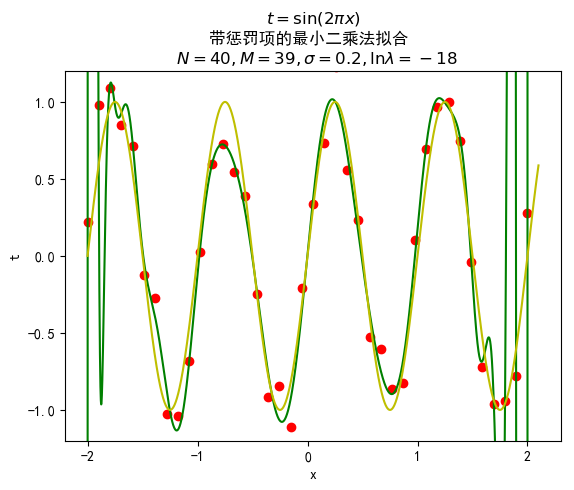 t = sin(2πx)
带惩罚项的最小二乘法拟合
N = 40, M = 39, σ = 0.2, lnλ = −18
1.0
0.5
0.0
−0.5
−1.0
t
−2
−1
0
1
2
x